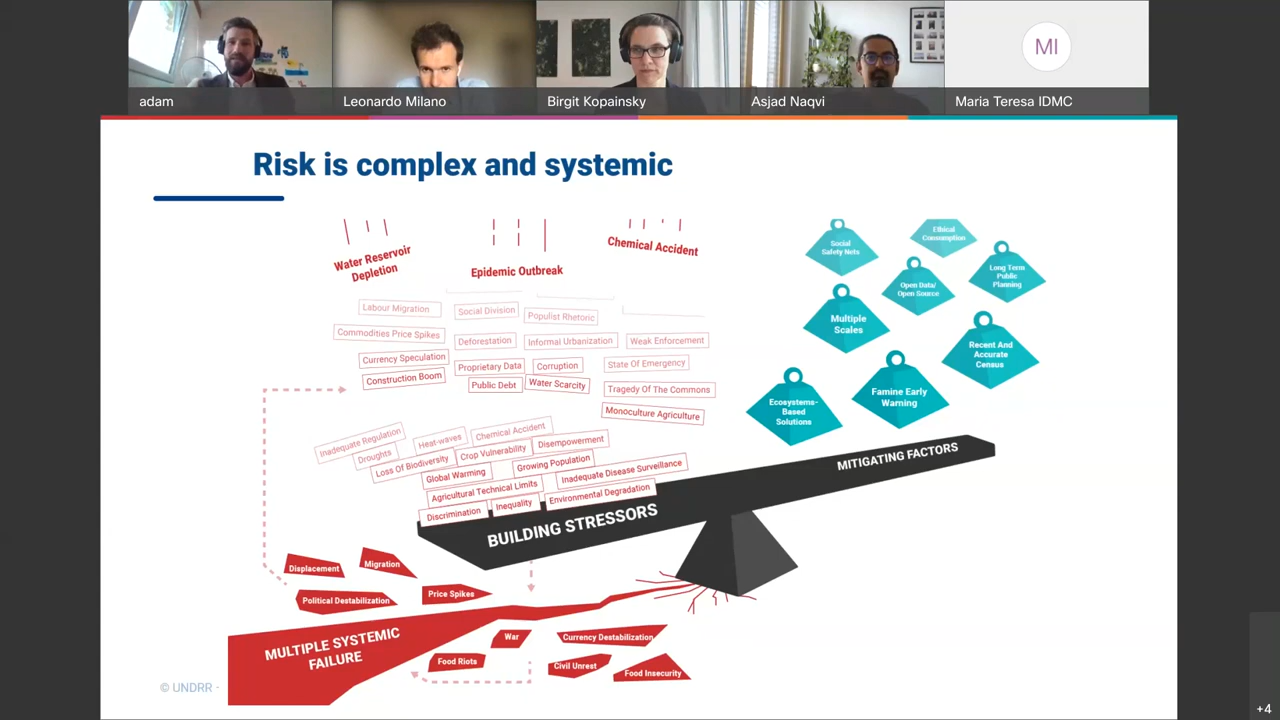 adam
Leonardo Milano
Birgit Kopainsky
Asjad Naqvi
MI
Maria Teresa IDMC
Risk is complex and systemic
Water Reservoir
Depletion
Epidemic Outbreak
Chemical Accident
Labour Migration
Social Division
Populist Rhetoric
Commodities Price Spikes
Deforestation
Informal Urbanization
Weak Enforcement
Currency Speculation
Proprietary Data
Corruption
State Of Emergency
Construction Boom
Public Debt
Water Scarcity
Tragedy Of The Commons
Monoculture Agriculture
Inadequate Regulation
Heat-waves
Chemical Accident
Droughts
Loss Of Biodiversity
Crop Vulnerability
Disempowerment
Global Warming
Growing Population
Inadequate Disease Surveillance
Agricultural Technical Limits
Discrimination
Inequality
Environmental Degradation
BUILDING STRESSORS
Social
Safety Nets
Ethical
Consumption
Open Data/
Open Source
Long Term
Public
Planning
Multiple
Scales
Recent And
Accurate
Census
Ecosystems-
Based
Solutions
Famine Early
Warning
MITIGATING FACTORS
Displacement
Migration
Political Destabilization
Price Spikes
MULTIPLE SYSTEMIC
FAILURE
War
Currency Destabilization
Food Riots
Civil Unrest
Food Insecurity
© UNDRR -
+4